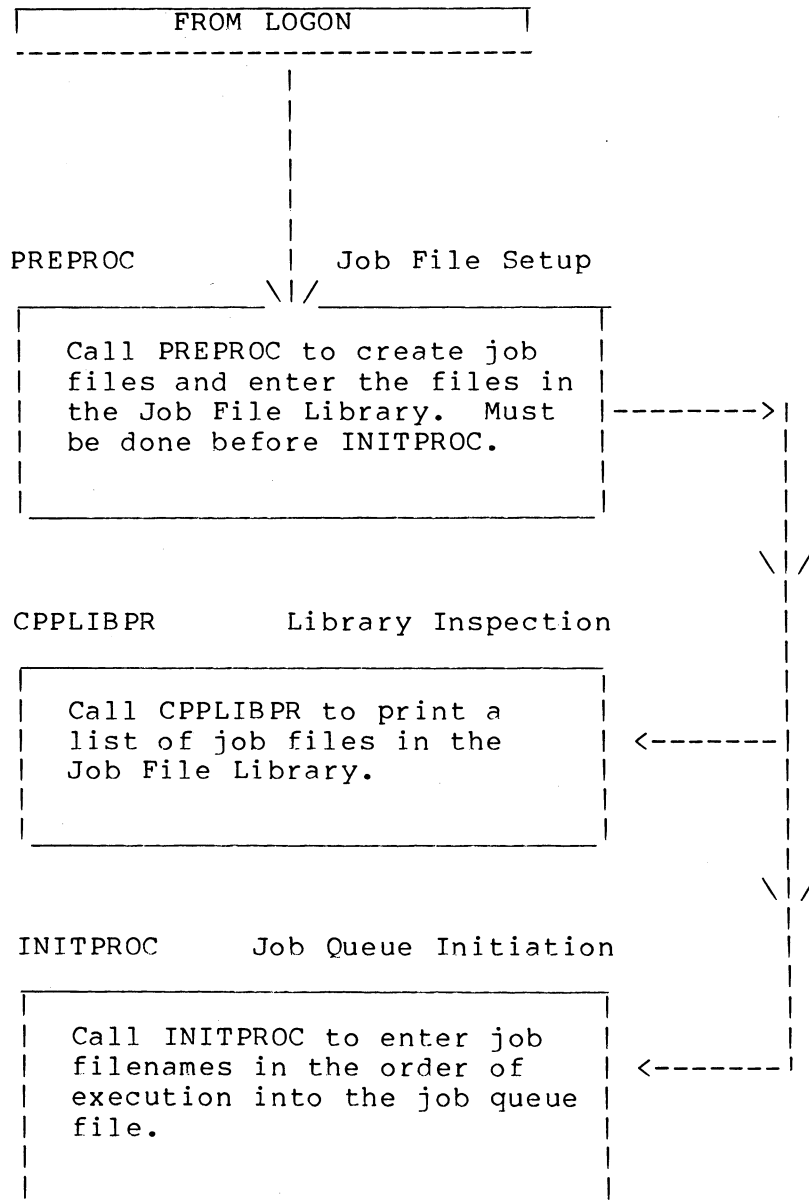 FROM LOGON
PREPROC Job File Setup
Call PREPROC to create job
files and enter the files in
the Job File Library. Must
be done before INITPROC.
CPPLIBPR Library Inspection
Call CPPLIBPR to print a
list of job files in the
Job File Library.
INITPROC Job Queue Initiation
Call INITPROC to enter job
filenames in the order of
execution into the job queue
file.